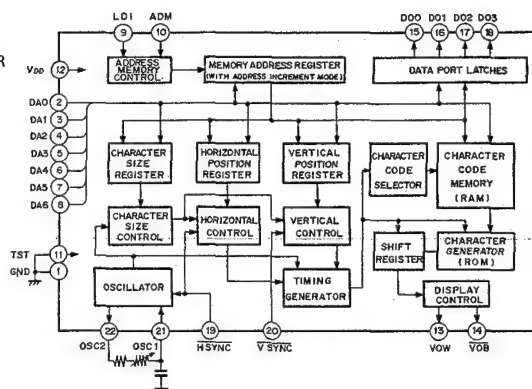 LDI ADM DO0 DO1 DO2 DO3
9 10 15 16 17 18
R
VDD 12
ADDRESS MEMORY CONTROL
MEMORY ADDRESS REGISTER
(WITH ADDRESS INCREMENT MODE)
DATA PORT LATCHES
DA0 2
DA1 3
DA2 4
DA3 5
DA4 6
DA5 7
DA6 8
CHARACTER SIZE REGISTER
HORIZONTAL POSITION REGISTER
VERTICAL POSITION REGISTER
CHARACTER CODE SELECTOR
CHARACTER CODE MEMORY (RAM)
CHARACTER SIZE CONTROL
HORIZONTAL CONTROL
VERTICAL CONTROL
SHIFT REGISTER
CHARACTER GENERATOR (ROM)
TST 11
GND 1
OSCILLATOR
TIMING GENERATOR
DISPLAY CONTROL
22 21 19 20 13 14
OSC2 OSC1 HSYNC V SYNC VOW VOB